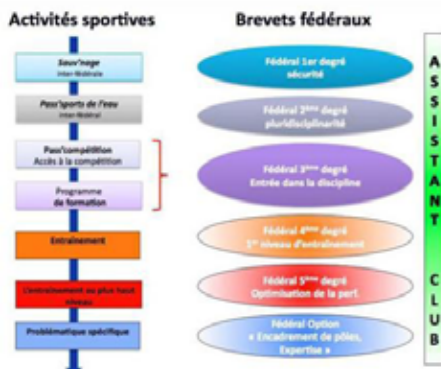 Activités sportives
Brevets fédéraux
Sauv'nage
Inter-fédérale
Pass'sports de l'eau
Inter-fédéral
Pass'compétition
Accès à la compétition
Programme
de formation
Entraînement
L'entraînement au plus haut
niveau
Problématique spécifique
Fédéral 1er degré
sécurité
Fédéral 2ème degré
pluridisciplinarité
Fédéral 3ème degré
Entrée dans la discipline
Fédéral 4ème degré
1er niveau d'entraînement
Fédéral 5ème degré
Optimisation de la perf.
Fédéral Option
« Encadrement de pôles,
Expertise »
ASSISTANT CLUB